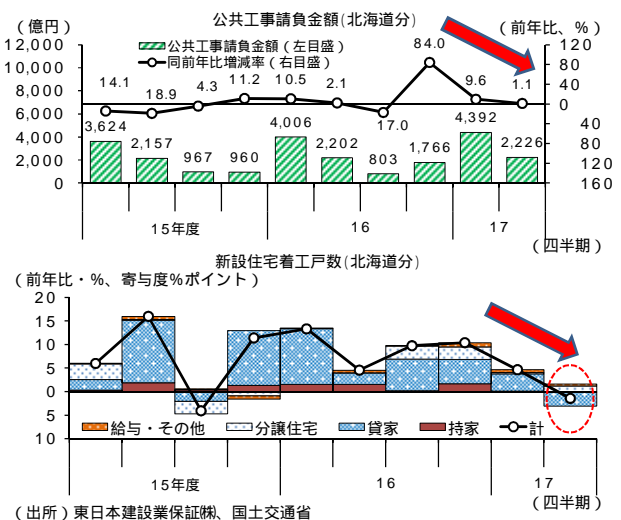 公共工事請負金額(北海道分)
(億円)
(前年比、%)
12,000
10,000
8,000
6,000
4,000
2,000
0
120
80
40
0
40
80
120
160
公共工事請負金額(左目盛)
同前年比増減率(右目盛)
14.1
18.9
4.3
11.2
10.5
2.1
17.0
84.0
9.6
1.1
3,624
2,157
967
960
4,006
2,202
803
1,766
4,392
2,226
15年度
16
17
(四半期)
新設住宅着工戸数(北海道分)
(前年比・%、寄与度%ポイント)
20
15
10
5
0
5
10
給与・その他
分譲住宅
貸家
持家
計
15年度
16
17
(四半期)
(出所)東日本建設業保証㈱、国土交通省